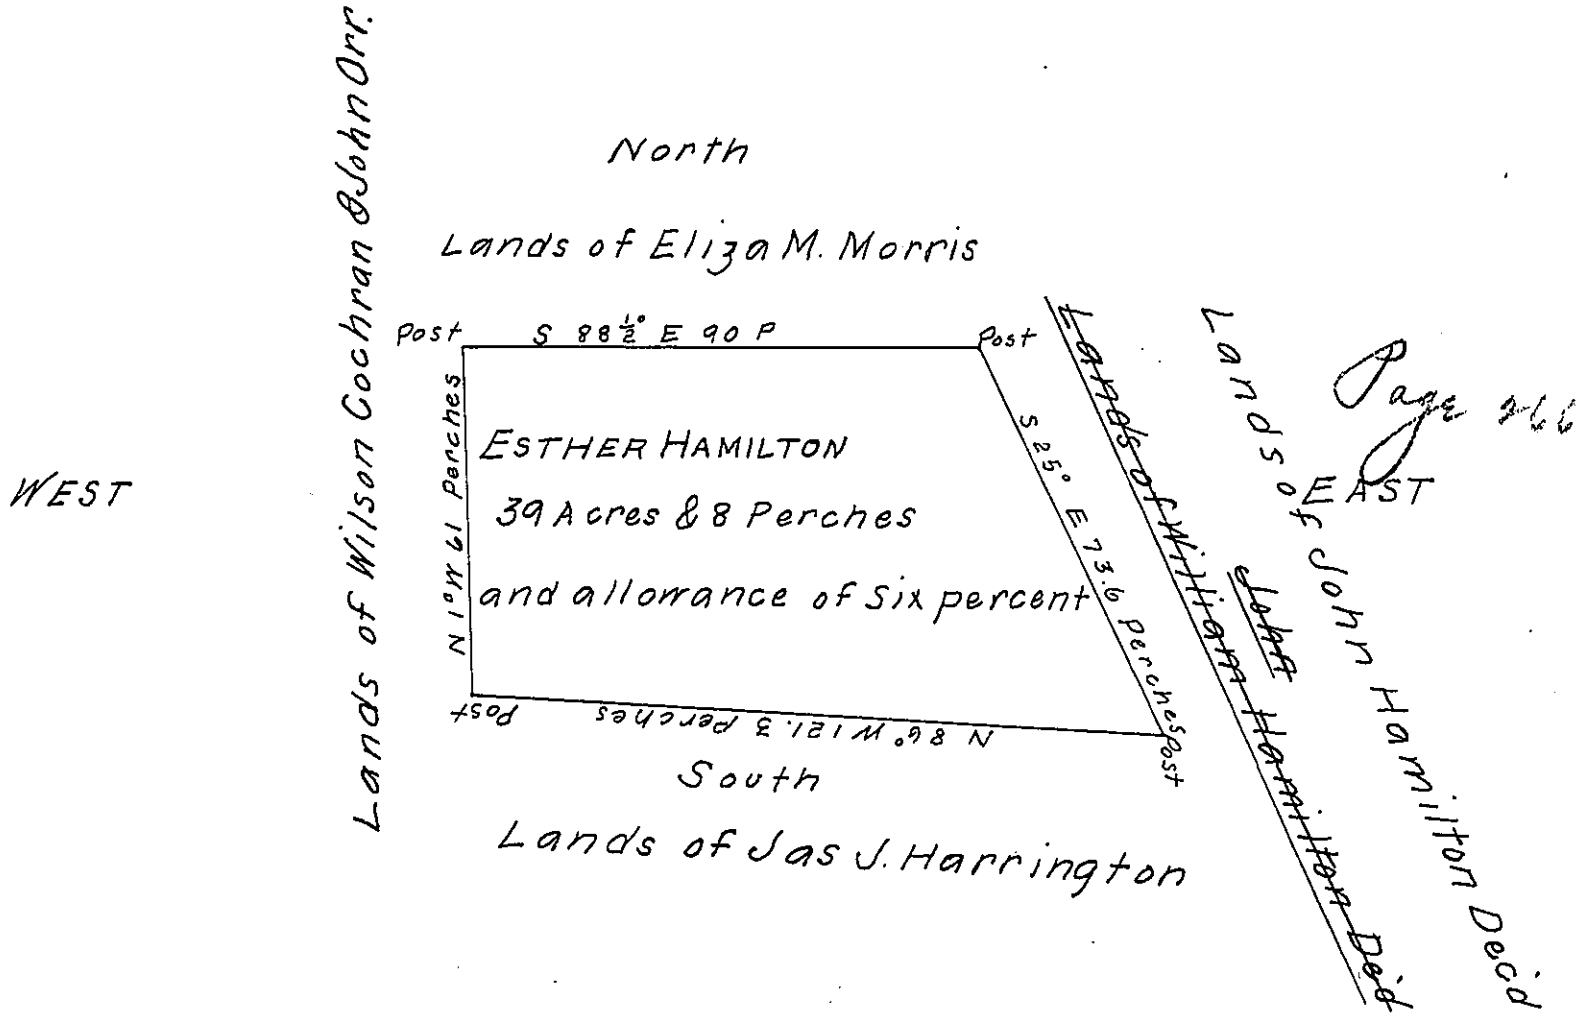 North
Lands of Eliza M. Morris
Lands of Wilson Cochran & John Orr.
WEST
Post
S 88½° E 90 P
Post
N 1° W 61 Perches
ESTHER HAMILTON
39 Acres & 8 Perches
and allowance of Six percent
S 25° E 73.6 Perches
Post
N 86° W 121.3 Perches
Post
South
Lands of Jas J. Harrington
Lands of William Hamilton Dec'd
John
Lands of John Hamilton Dec'd
EAST
Page 266